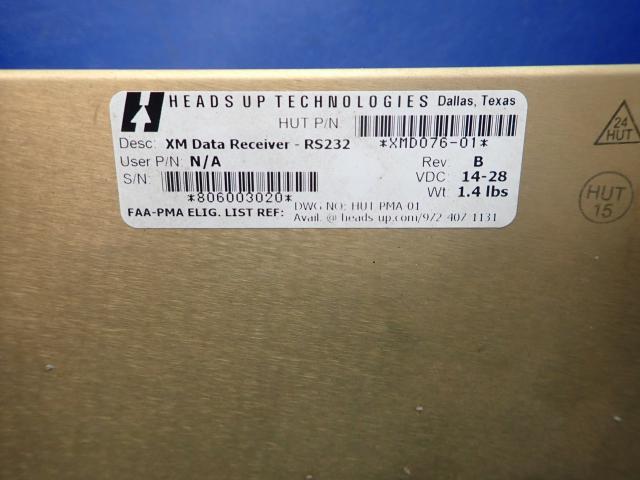 HEADS UP TECHNOLOGIES Dallas, Texas
HUT P/N:
Desc: XM Data Receiver - RS232 *XMD076-01*
User P/N: N/A Rev: B
S/N: VDC: 14-28
*806003020* Wt: 1.4 lbs
FAA-PMA ELIG. LIST REF: DWG NO: HUT PMA 01
Avail. @ heads up.com/972 407 1131
24
HUT
HUT
15